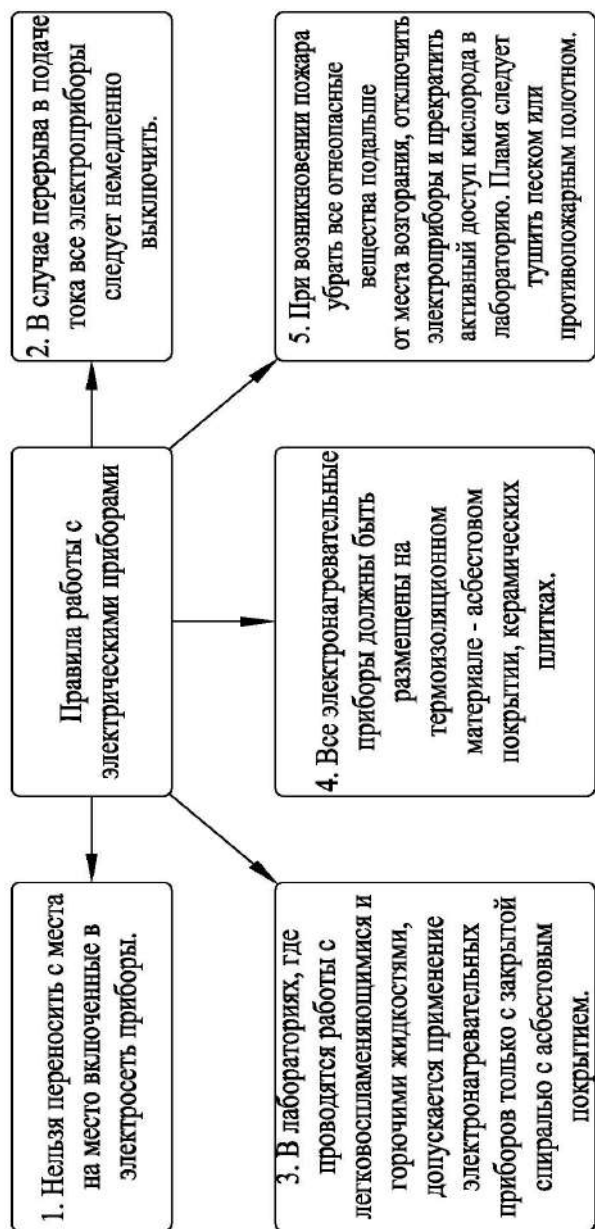 Правила работы с
электрическими приборами
1. Нельзя переносить с места
на место включенные в
электросеть приборы.
2. В случае перерыва в подаче
тока все электроприборы
следует немедленно
выключить.
3. В лабораториях, где
проводятся работы с
легковоспламеняющимися и
горючими жидкостями,
допускается применение
электронагревательных
приборов только с закрытой
спиралью с асбестовым
покрытием.
4. Все электронагревательные
приборы должны быть
размещены на
термоизоляционном
материале - асбестовом
покрытии, керамических
плитках.
5. При возникновении пожара
убрать все огнеопасные
вещества подальше
от места возгорания, отключить
электроприборы и прекратить
активный доступ кислорода в
лабораторию. Пламя следует
тушить песком или
противопожарным полотном.